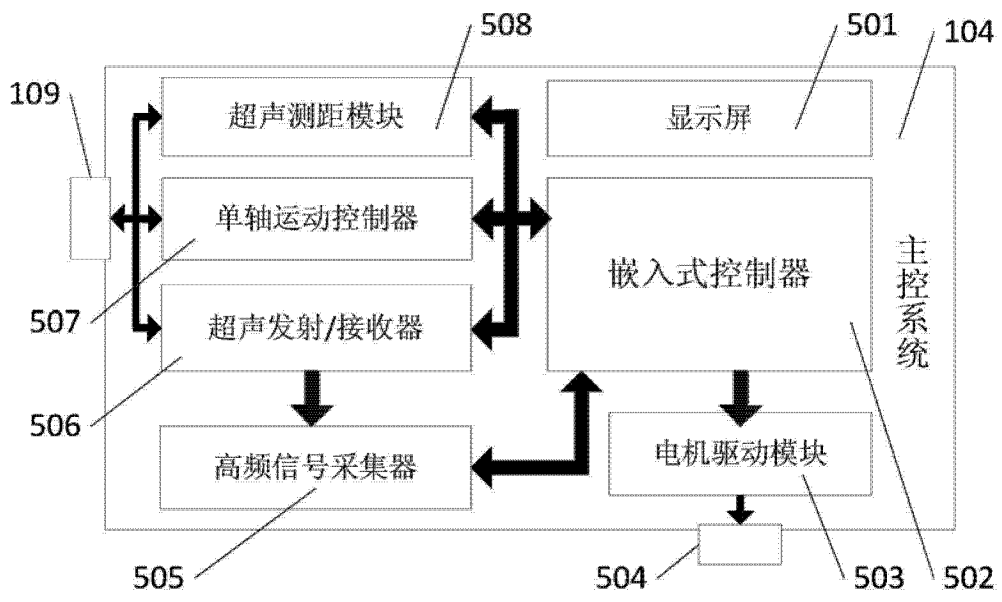 508
501
104
109
超声测距模块
显示屏
单轴运动控制器
嵌入式控制器
主控系统
507
超声发射/接收器
506
高频信号采集器
电机驱动模块
505
504
503
502